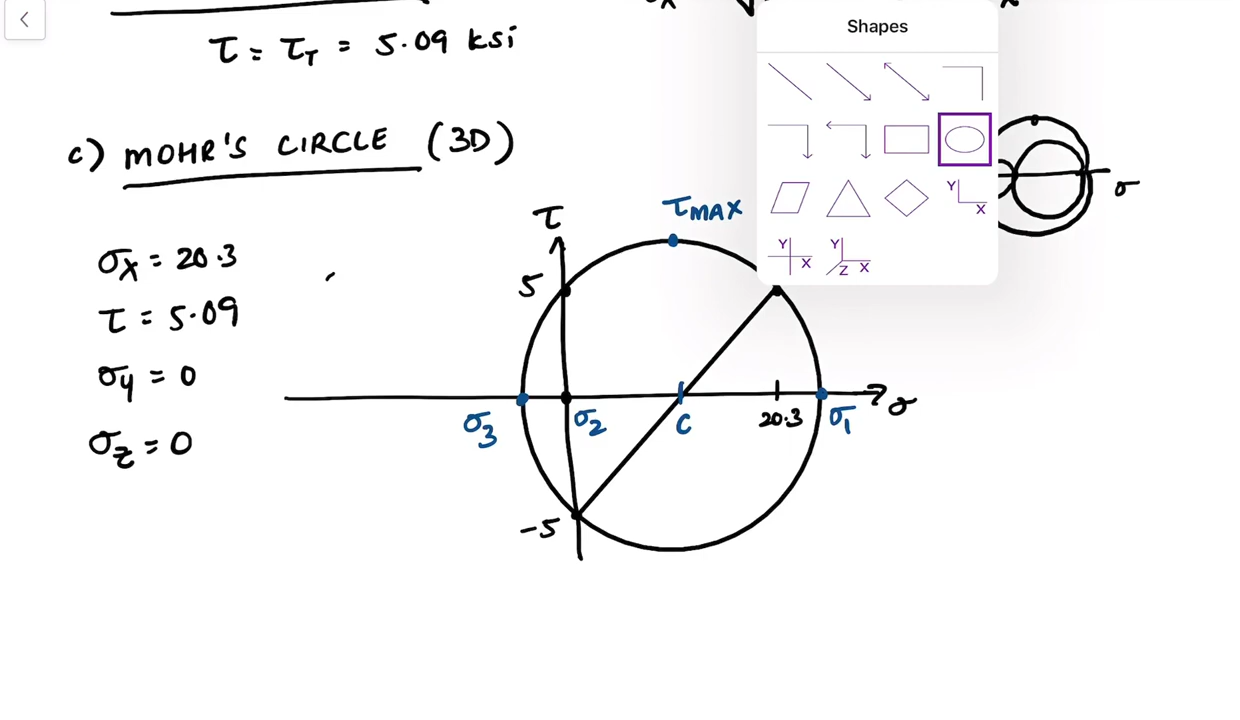 Shapes
τ = τT = 5.09 ksi
c) MOHR'S CIRCLE (3D)
Y
X
Y
X
Y
Z X
σ
τ
τMAX
σx = 20.3
τ = 5.09
σy = 0
σz = 0
5
σ3
σ2
C
20.3
σ1
σ
-5